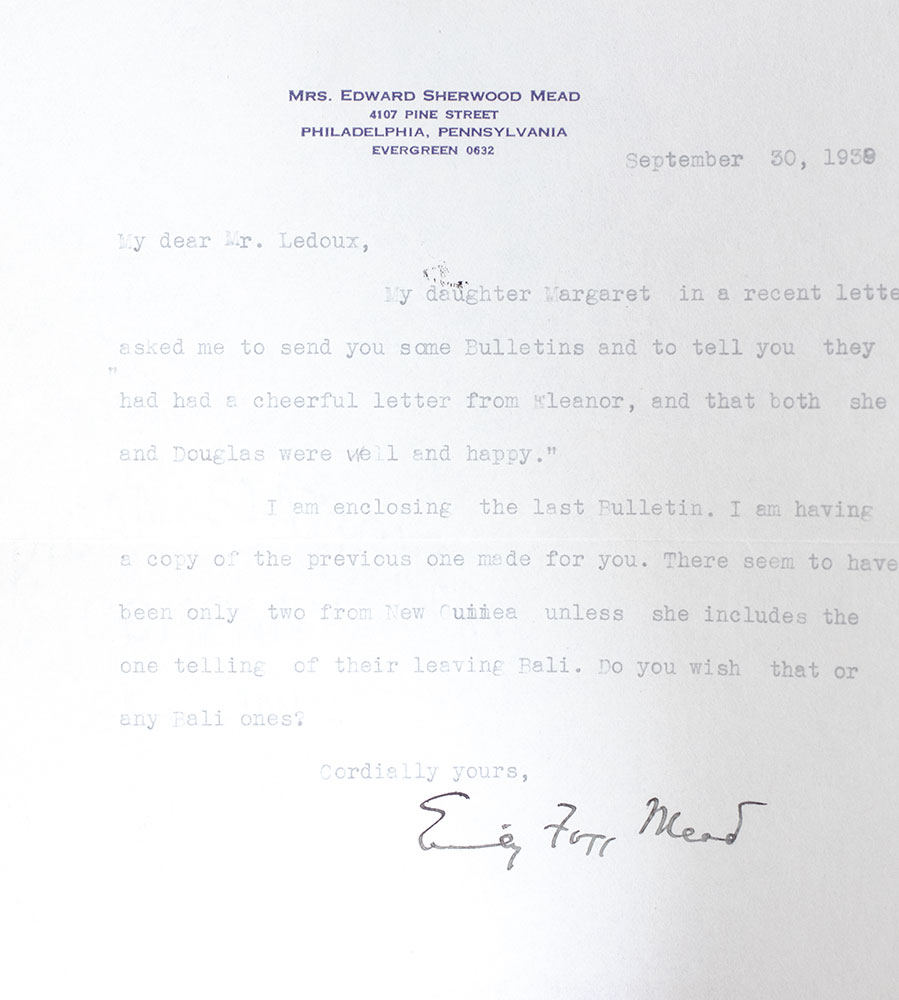 MRS. EDWARD SHERWOOD MEAD
4107 PINE STREET
PHILADELPHIA, PENNSYLVANIA
EVERGREEN 0632
September 30, 1938
My dear Mr. Ledoux,
My daughter Margaret in a recent lette
asked me to send you some Bulletins and to tell you they
"had had a cheerful letter from Eleanor, and that both she
and Douglas were well and happy."
I am enclosing the last Bulletin. I am having
a copy of the previous one made for you. There seem to have
been only two from New Guinea unless she includes the
one telling of their leaving Bali. Do you wish that or
any Bali ones?
Cordially yours,
Emily Fogg Mead